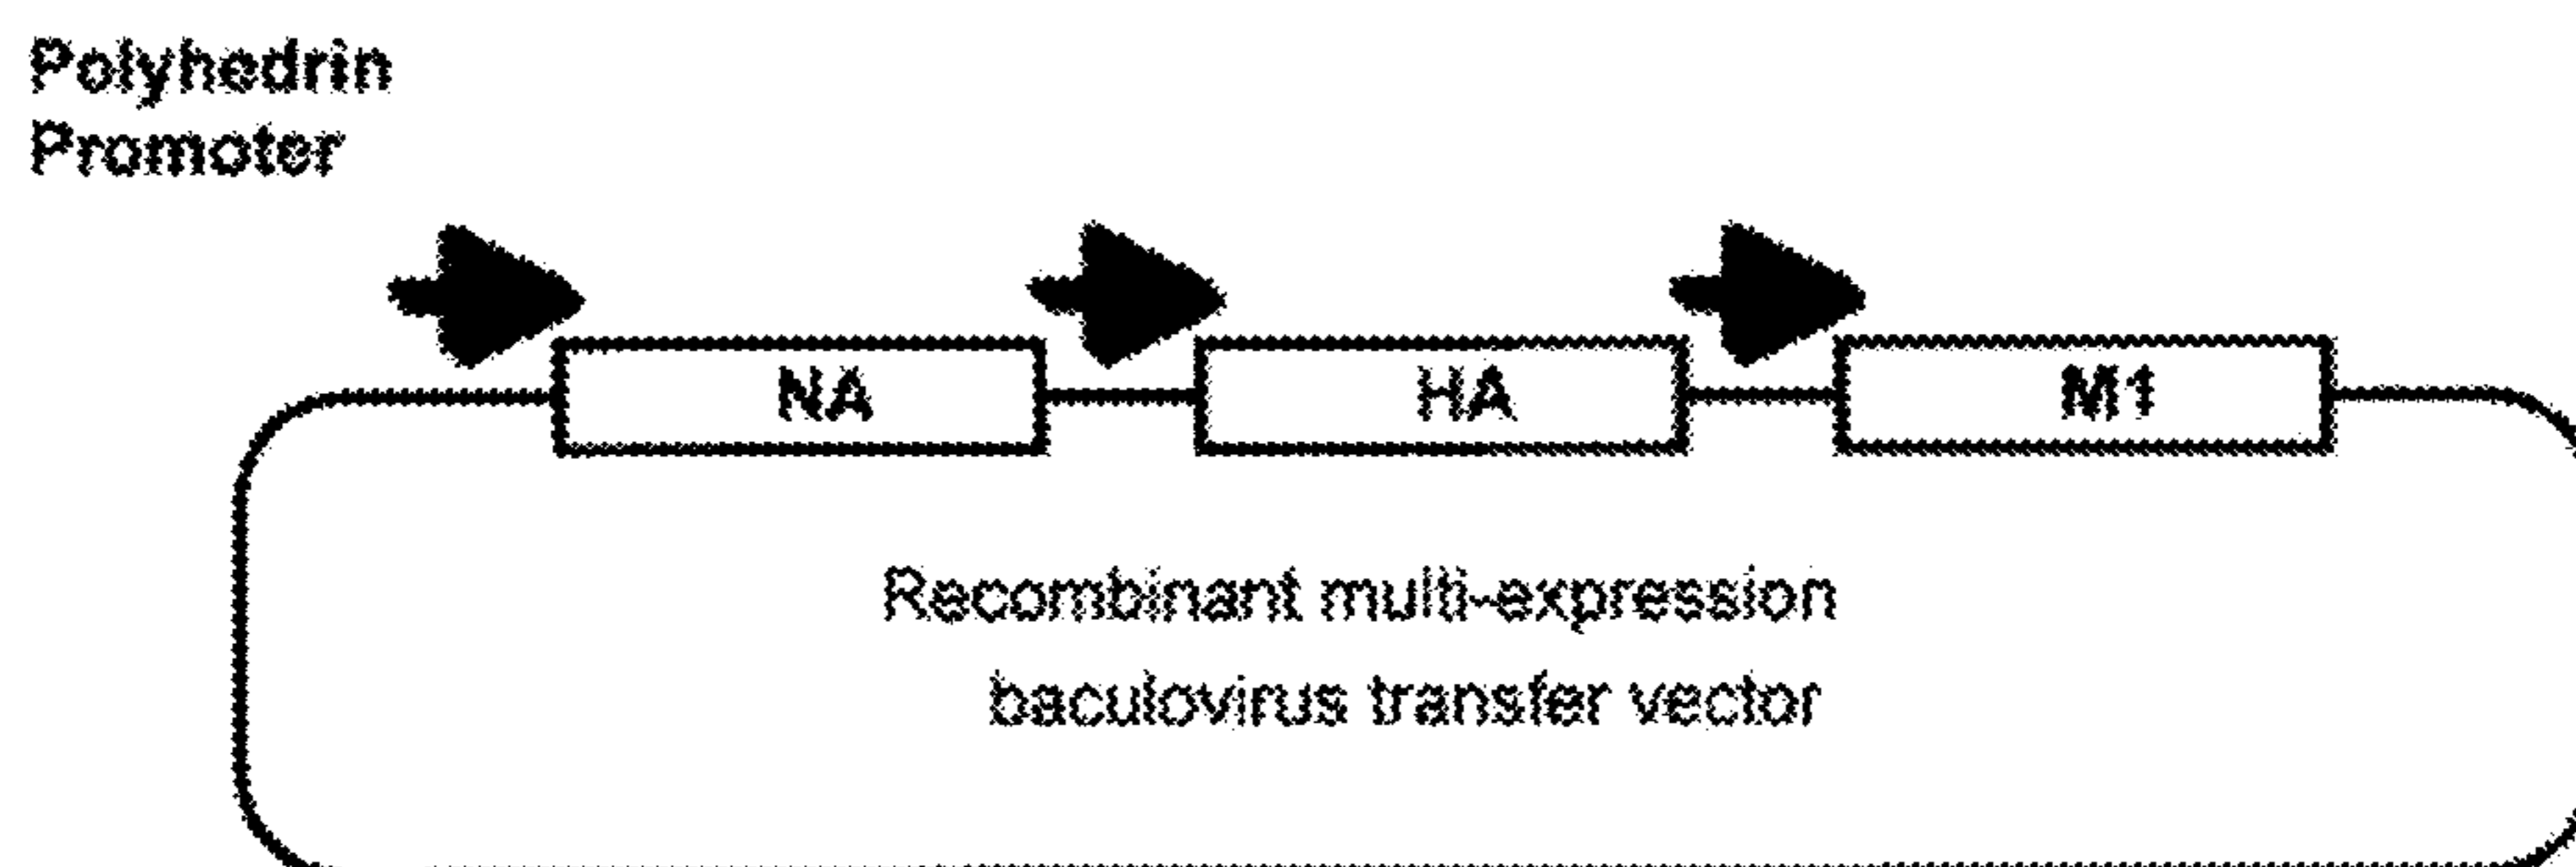 Polyhedrin
Promoter
NA
HA
M1
Recombinant multi-expression
baculovirus transfer vector